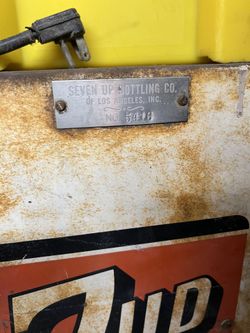 SEVEN UP BOTTLING CO.
OF LOS ANGELES, INC.
NO.
7UP